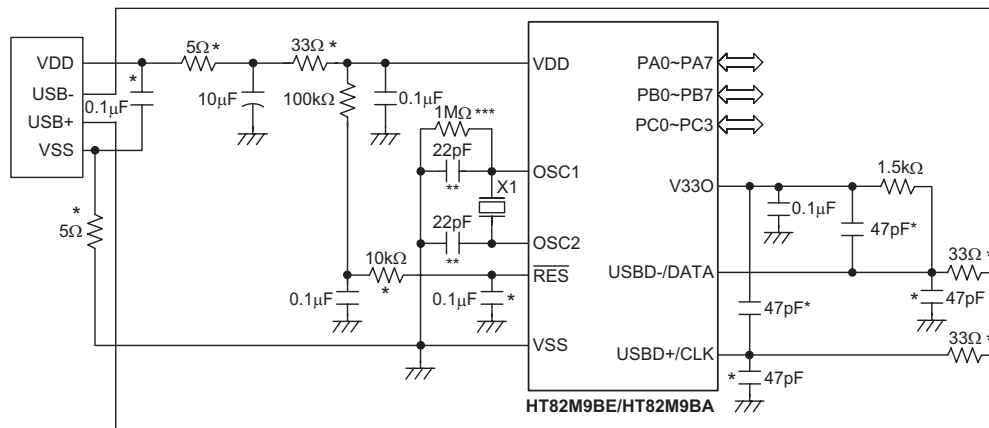 5Ω *
33Ω *
VDD
USB-
USB+
VSS
*
0.1μF
10μF
100kΩ
0.1μF
1MΩ ***
22pF
**
X1
22pF
**
*
5Ω
10kΩ
*
0.1μF
0.1μF
*
VDD
OSC1
OSC2
RES
VSS
PA0~PA7
PB0~PB7
PC0~PC3
V33O
USBD-/DATA
USBD+/CLK
1.5kΩ
0.1μF
47pF*
33Ω *
* 47pF
47pF*
33Ω *
* 47pF
HT82M9BE/HT82M9BA